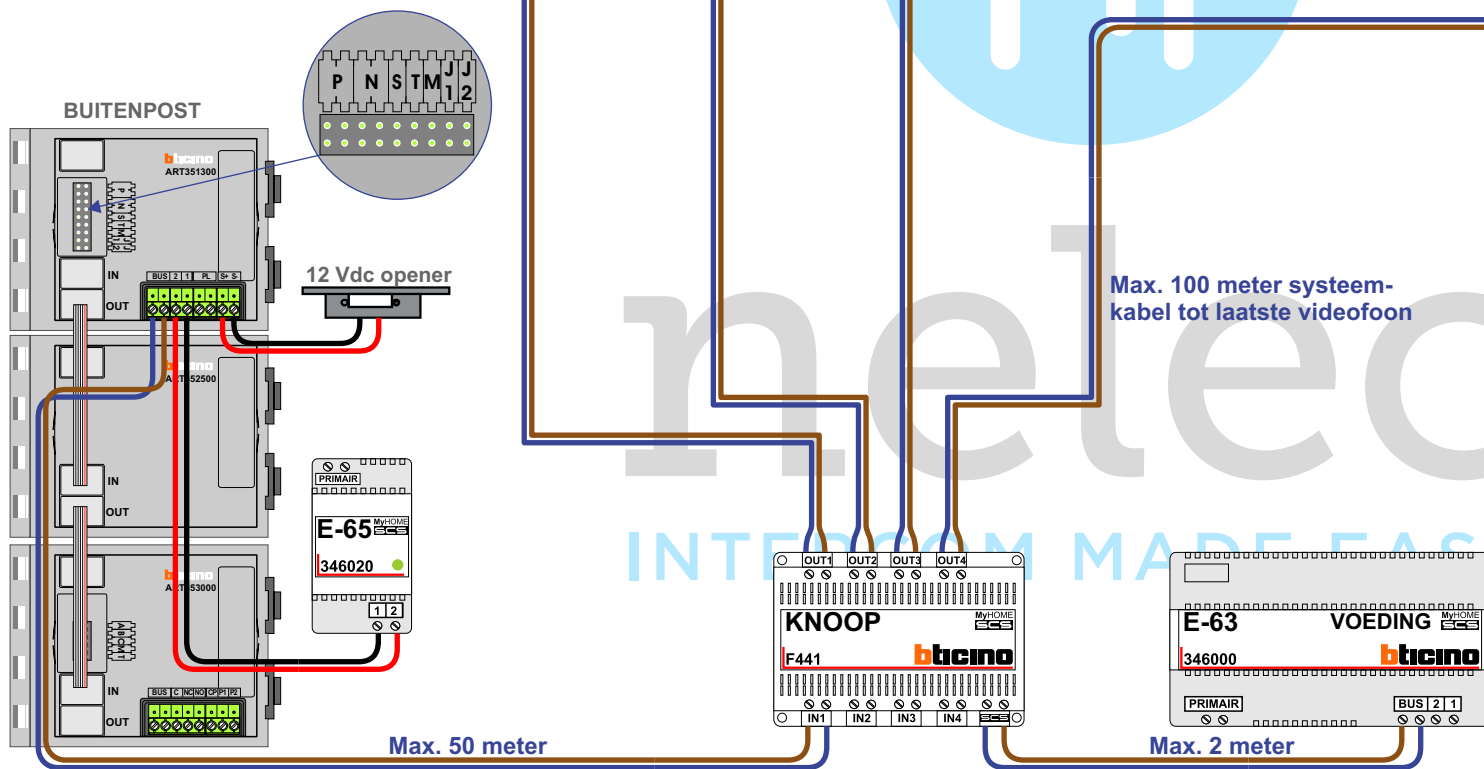 P N S T M J1 J2
BUITENPOST
bticino
ART351300
P N S T M J1 J2
IN
BUS 2 1 PL S+ S-
OUT
12 Vdc opener
Max. 100 meter systeem-
kabel tot laatste videofoon
nelec
INTERCOM MADE EAS
bticino
ART352500
IN
OUT
PRIMAIR
E-65 MyHOME SCS
346020
1 2
bticino
ART353000
ABCMT
IN
BUS C NC NO CP P1 P2
OUT
OUT1 OUT2 OUT3 OUT4
KNOOP MyHOME SCS
F441 bticino
IN1 IN2 IN3 IN4 SCS
E-63 VOEDING MyHOME SCS
346000 bticino
PRIMAIR BUS 2 1
Max. 50 meter
Max. 2 meter